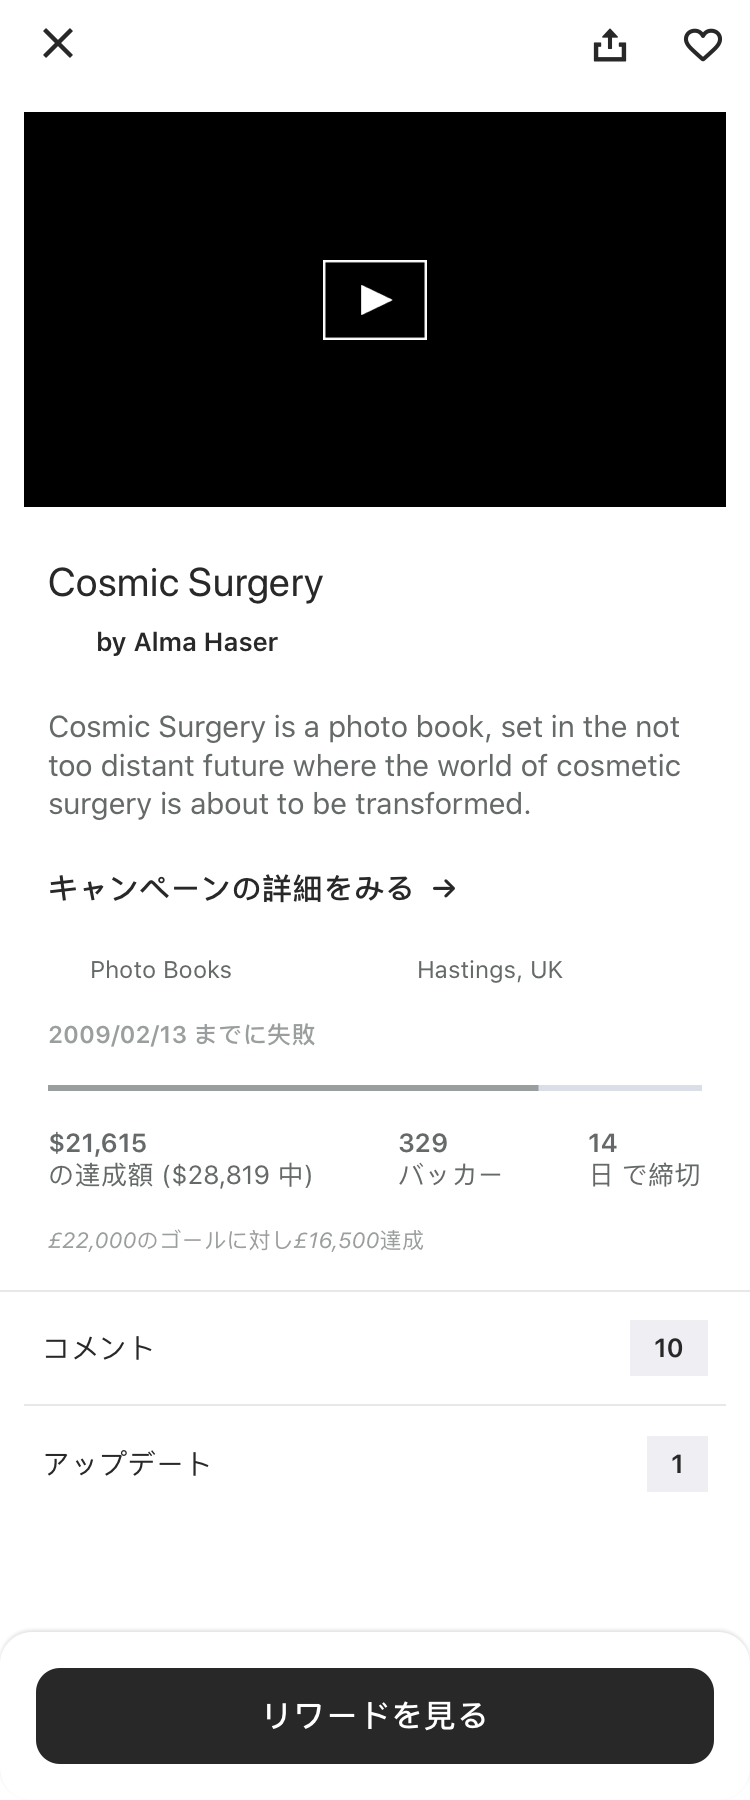 Cosmic Surgery
by Alma Haser
Cosmic Surgery is a photo book, set in the not
too distant future where the world of cosmetic
surgery is about to be transformed.
キャンペーンの詳細をみる →
Photo Books
Hastings, UK
2009/02/13 までに失敗
$21,615
の達成額 ($28,819 中)
329
バッカー
14
日 で締切
£22,000のゴールに対し£16,500達成
コメント
10
アップデート
1
リワードを見る